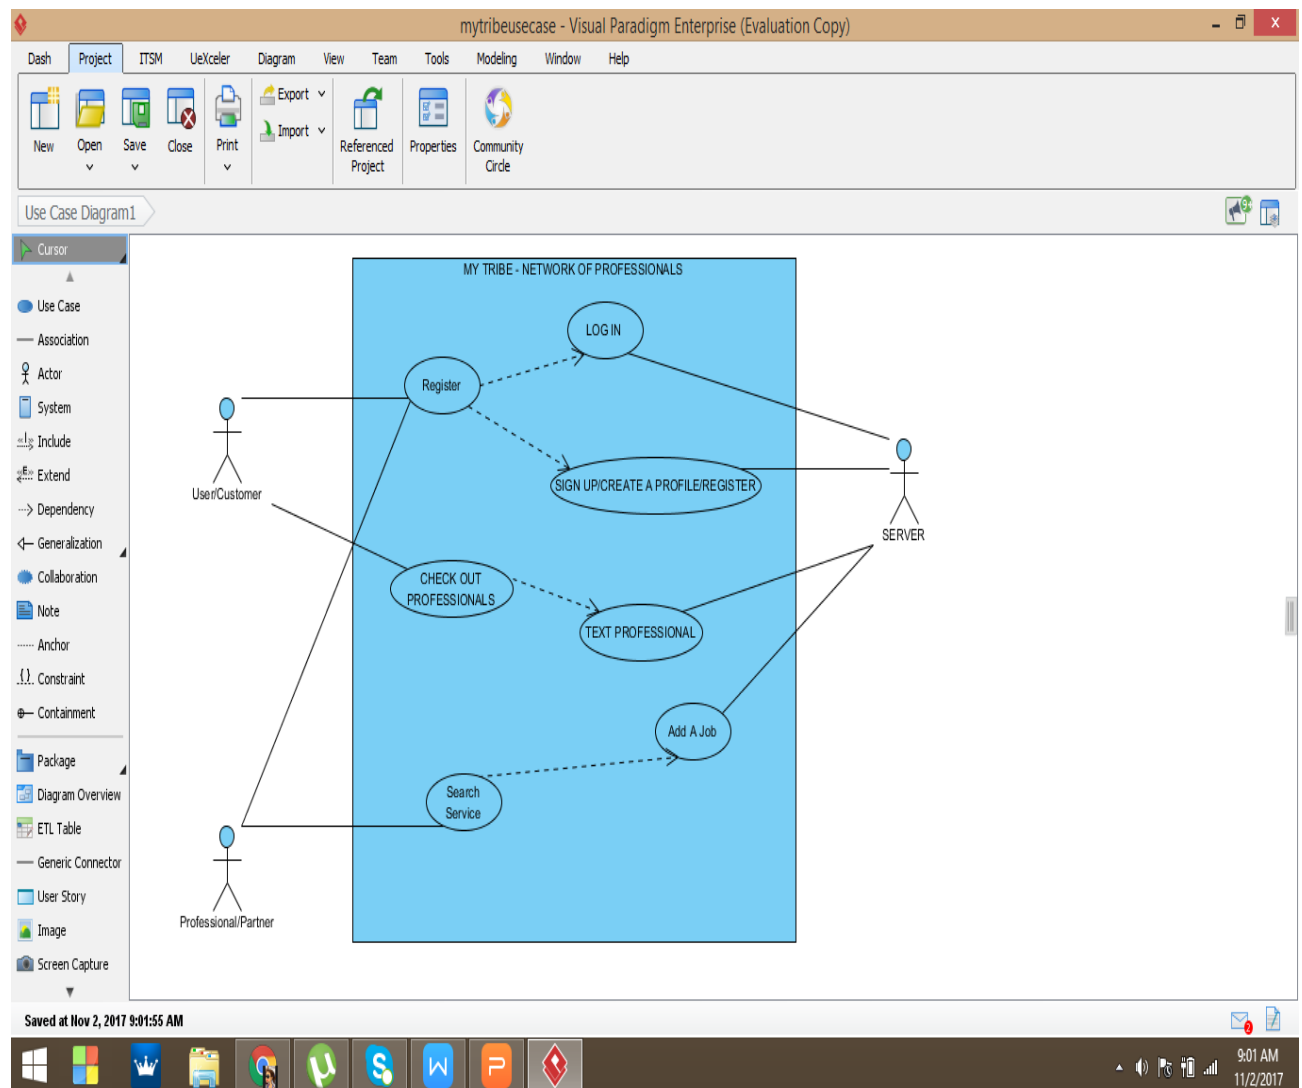 mytribeusecase - Visual Paradigm Enterprise (Evaluation Copy)
Dash Project ITSM UeXceler Diagram View Team Tools Modeling Window Help
New
Open
Save
Close
Print
Export
Import
Referenced
Project
Properties
Community
Circle
Use Case Diagram1
9+
Cursor
Use Case
Association
Actor
System
Include
Extend
Dependency
Generalization
Collaboration
Note
Anchor
Constraint
Containment
Package
Diagram Overview
ETL Table
Generic Connector
User Story
Image
Screen Capture
MY TRIBE - NETWORK OF PROFESSIONALS
LOG IN
Register
User/Customer
SIGN UP/CREATE A PROFILE/REGISTER
SERVER
CHECK OUT
PROFESSIONALS
TEXT PROFESSIONAL
Add A Job
Search
Service
Professional/Partner
Saved at Nov 2, 2017 9:01:55 AM
2
9:01 AM
11/2/2017